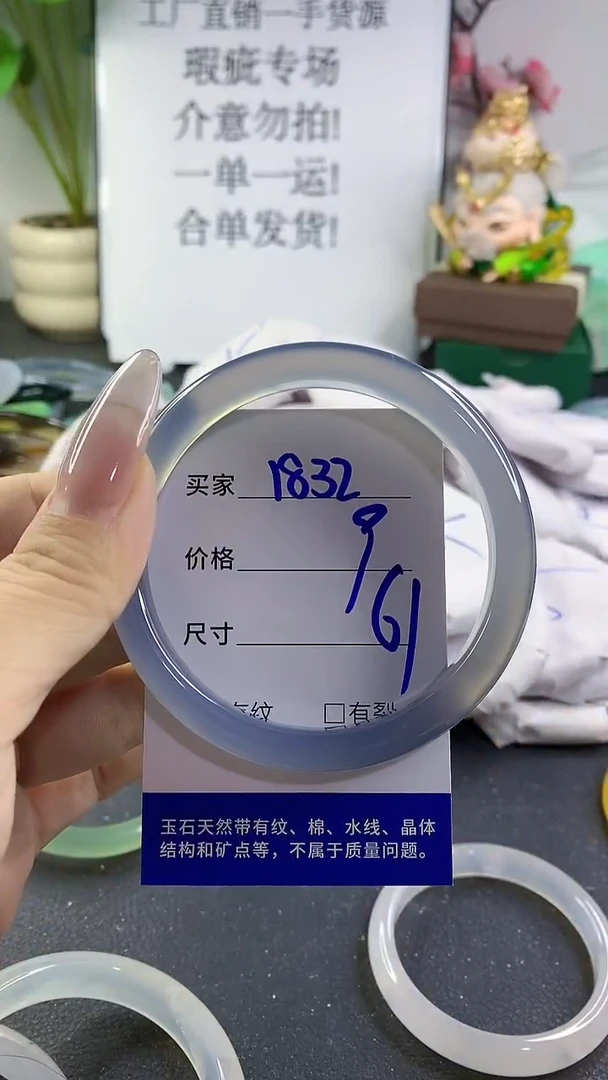 工厂直销一手货源
瑕疵专场
介意勿拍!
一单一运!
合单发货!
买家 1832
价格 9
尺寸 61
有纹 □有裂
玉石天然带有纹、棉、水线、晶体
结构和矿点等，不属于质量问题。